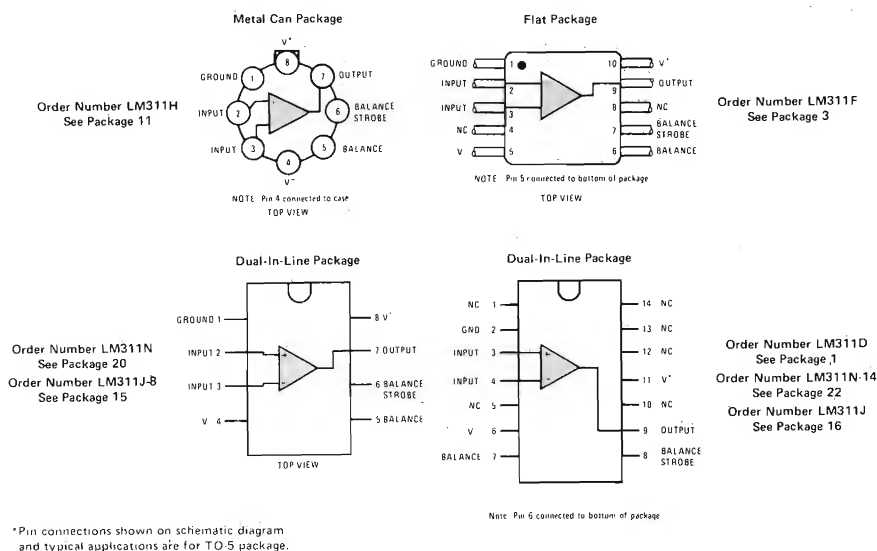 Metal Can Package
V+
8
GROUND 1
7 OUTPUT
INPUT 2
6 BALANCE
STROBE
INPUT 3
5 BALANCE
4
V-
NOTE Pin 4 connected to case
TOP VIEW
Order Number LM311H
See Package 11
Flat Package
GROUND 1
10 V+
INPUT 2
9 OUTPUT
INPUT 3
8 NC
NC 4
7 BALANCE
STROBE
V 5
6 BALANCE
NOTE Pin 5 connected to bottom of package
TOP VIEW
Order Number LM311F
See Package 3
Dual-In-Line Package
GROUND 1
8 V+
INPUT 2
+
7 OUTPUT
INPUT 3
-
6 BALANCE
STROBE
V 4
5 BALANCE
TOP VIEW
Order Number LM311N
See Package 20
Order Number LM311J-8
See Package 15
Dual-In-Line Package
NC 1
14 NC
GND 2
13 NC
INPUT 3
+
12 NC
INPUT 4
-
11 V+
NC 5
10 NC
V 6
9 OUTPUT
BALANCE 7
8 BALANCE
STROBE
Note Pin 6 connected to bottom of package
Order Number LM311D
See Package 1
Order Number LM311N-14
See Package 22
Order Number LM311J
See Package 16
*Pin connections shown on schematic diagram
and typical applications are for TO-5 package.